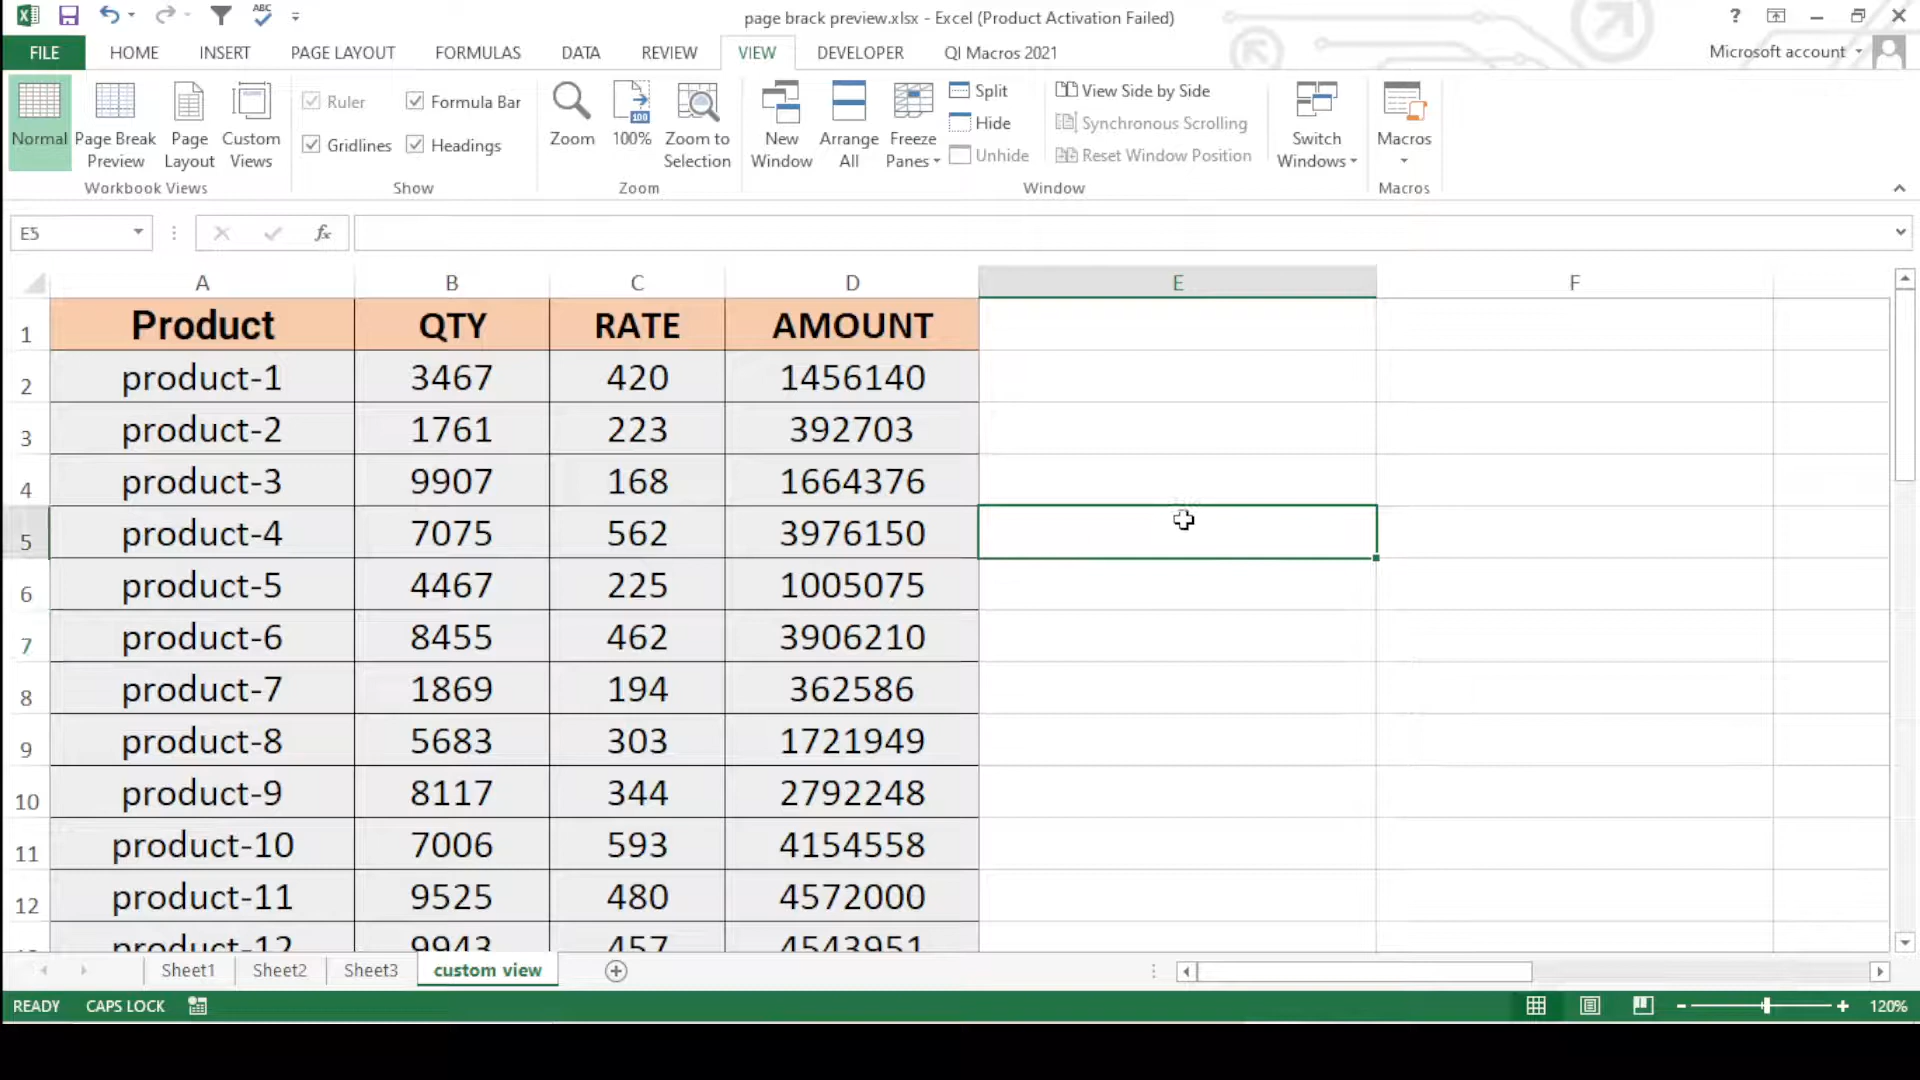 ABC
page brack preview.xlsx - Excel (Product Activation Failed)
?
FILE HOME INSERT PAGE LAYOUT FORMULAS DATA REVIEW VIEW DEVELOPER QI Macros 2021 Microsoft account
Normal
Page Break Preview
Page Layout
Custom Views
Workbook Views
Ruler
Formula Bar
Gridlines
Headings
Show
Zoom
100
100%
Zoom to Selection
Zoom
New Window
Arrange All
Freeze Panes
Split
Hide
Unhide
View Side by Side
Synchronous Scrolling
Reset Window Position
Window
Switch Windows
Macros
Macros
E5 fx
A B C D E F
1 Product QTY RATE AMOUNT
2 product-1 3467 420 1456140
3 product-2 1761 223 392703
4 product-3 9907 168 1664376
5 product-4 7075 562 3976150
6 product-5 4467 225 1005075
7 product-6 8455 462 3906210
8 product-7 1869 194 362586
9 product-8 5683 303 1721949
10 product-9 8117 344 2792248
11 product-10 7006 593 4154558
12 product-11 9525 480 4572000
product-12 9943 457 4543951
Sheet1 Sheet2 Sheet3 custom view
READY CAPS LOCK 120%